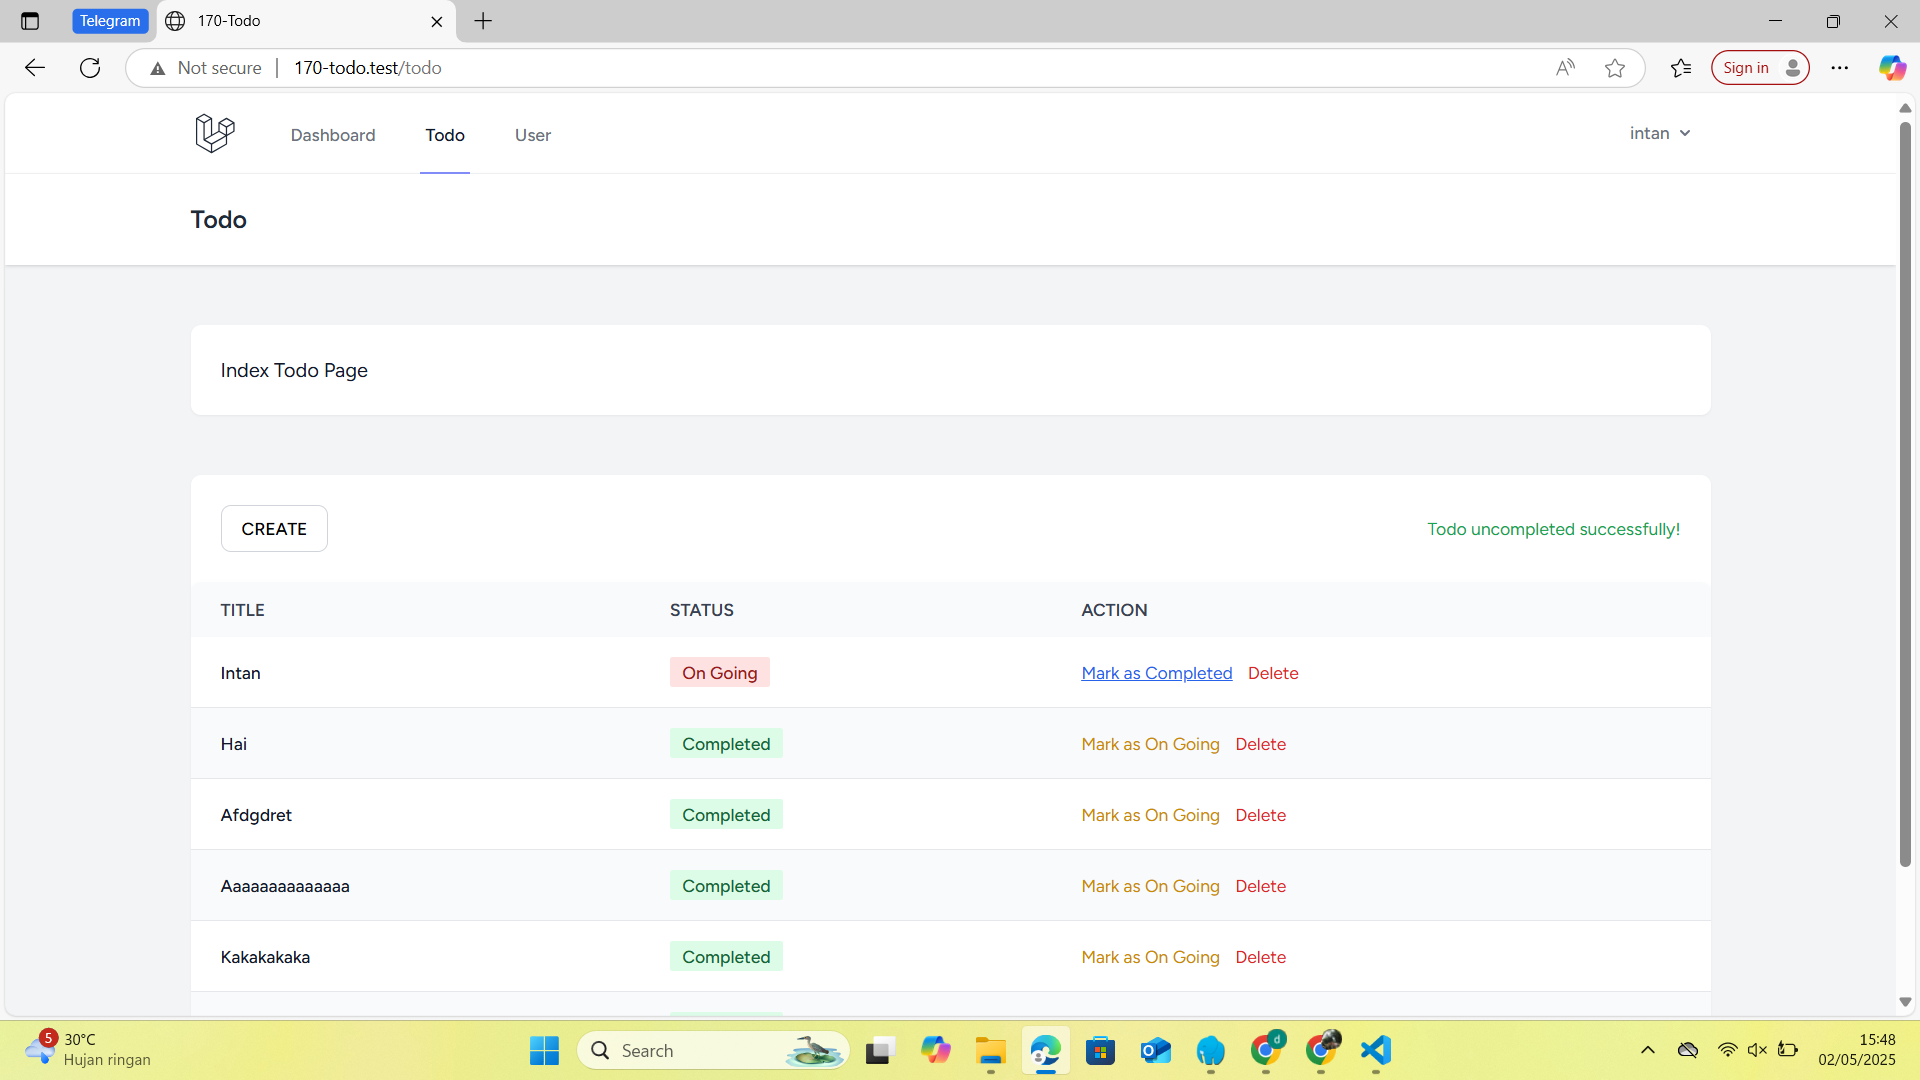 Telegram
170-Todo
Not secure
170-todo.test/todo
Sign in
Dashboard
Todo
User
intan
Todo
Index Todo Page
CREATE
Todo uncompleted successfully!
TITLE STATUS ACTION
Intan On Going Mark as Completed Delete
Hai Completed Mark as On Going Delete
Afdgdret Completed Mark as On Going Delete
Aaaaaaaaaaaaaa Completed Mark as On Going Delete
Kakakakaka Completed Mark as On Going Delete
5
30°C
Hujan ringan
Search
d
15:48
02/05/2025